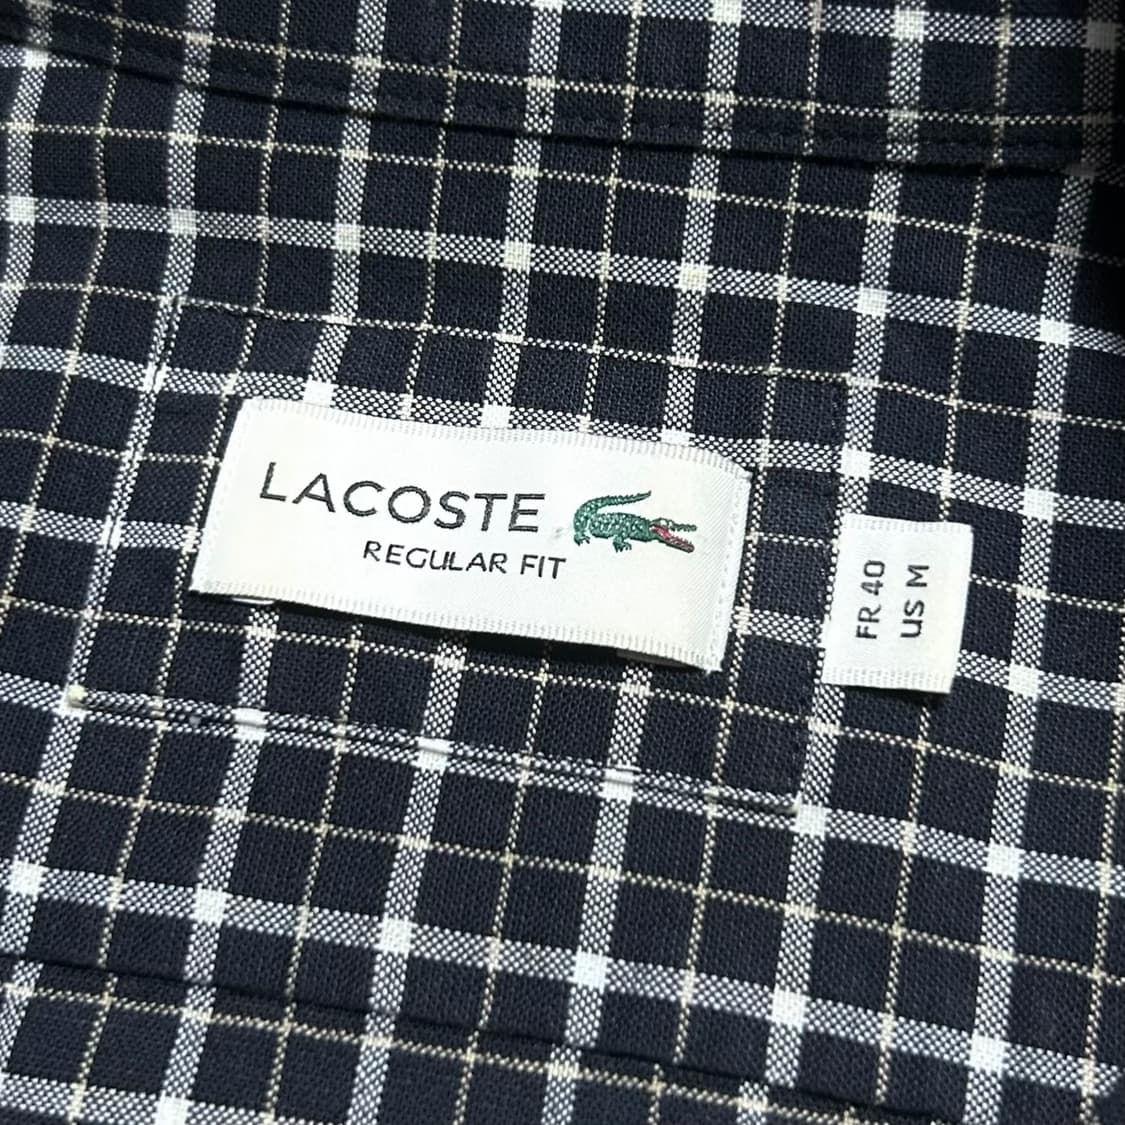 LACOSTE
REGULAR FIT
FR 40
US M